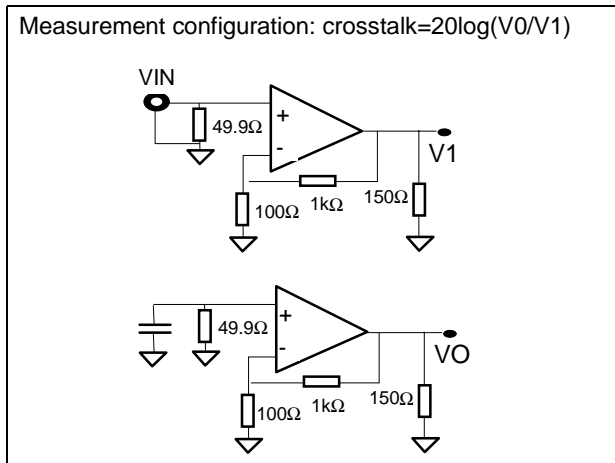 Measurement configuration: crosstalk=20log(V0/V1)
VIN
49.9Ω
+
-
V1
100Ω
1kΩ
150Ω
49.9Ω
+
-
VO
100Ω
1kΩ
150Ω